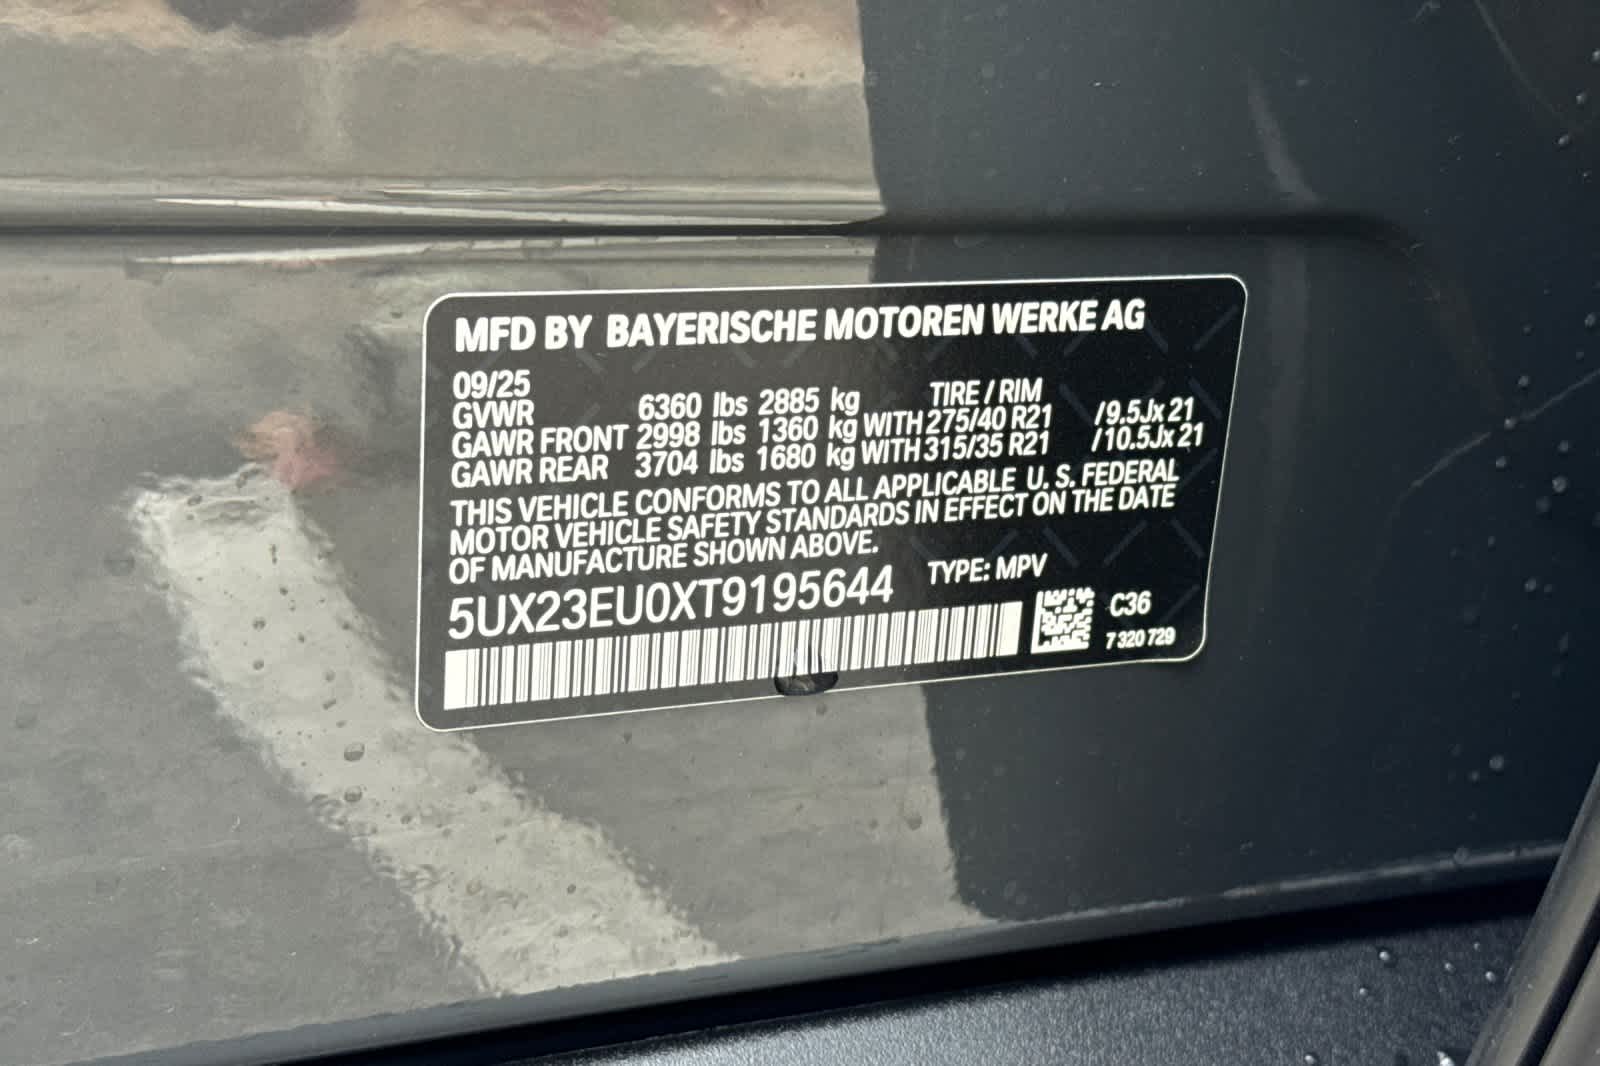 MFD BY BAYERISCHE MOTOREN WERKE AG
09/25 TIRE / RIM
GVWR 6360 lbs 2885 kg
GAWR FRONT 2998 lbs 1360 kg WITH 275/40 R21 /9.5Jx 21
GAWR REAR 3704 lbs 1680 kg WITH 315/35 R21 /10.5Jx 21
THIS VEHICLE CONFORMS TO ALL APPLICABLE U. S. FEDERAL
MOTOR VEHICLE SAFETY STANDARDS IN EFFECT ON THE DATE
OF MANUFACTURE SHOWN ABOVE.
5UX23EU0XT9195644 TYPE: MPV
C36
7 320 729